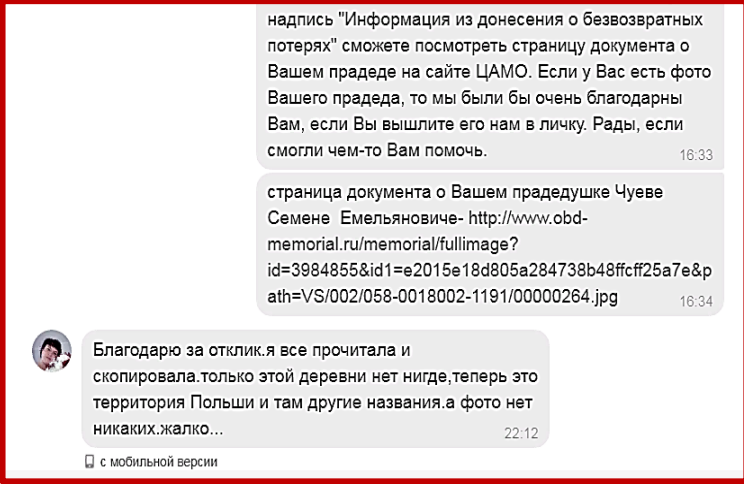 надпись "Информация из донесения о безвозвратных
потерях" сможете посмотреть страницу документа о
Вашем прадеде на сайте ЦАМО. Если у Вас есть фото
Вашего прадеда, то мы были бы очень благодарны
Вам, если Вы вышлите его нам в личку. Рады, если
смогли чем-то Вам помочь.
16:33
страница документа о Вашем прадедушке Чуеве
Семене Емельяновиче- http://www.obd-
memorial.ru/memorial/fullimage?
id=3984855&id1=e2015e18d805a284738b48ffcff25a7e&p
ath=VS/002/058-0018002-1191/00000264.jpg
16:34
Благодарю за отклик.я все прочитала и
скопировала.только этой деревни нет нигде,теперь это
территория Польши и там другие названия.а фото нет
никаких.жалко...
22:12
с мобильной версии